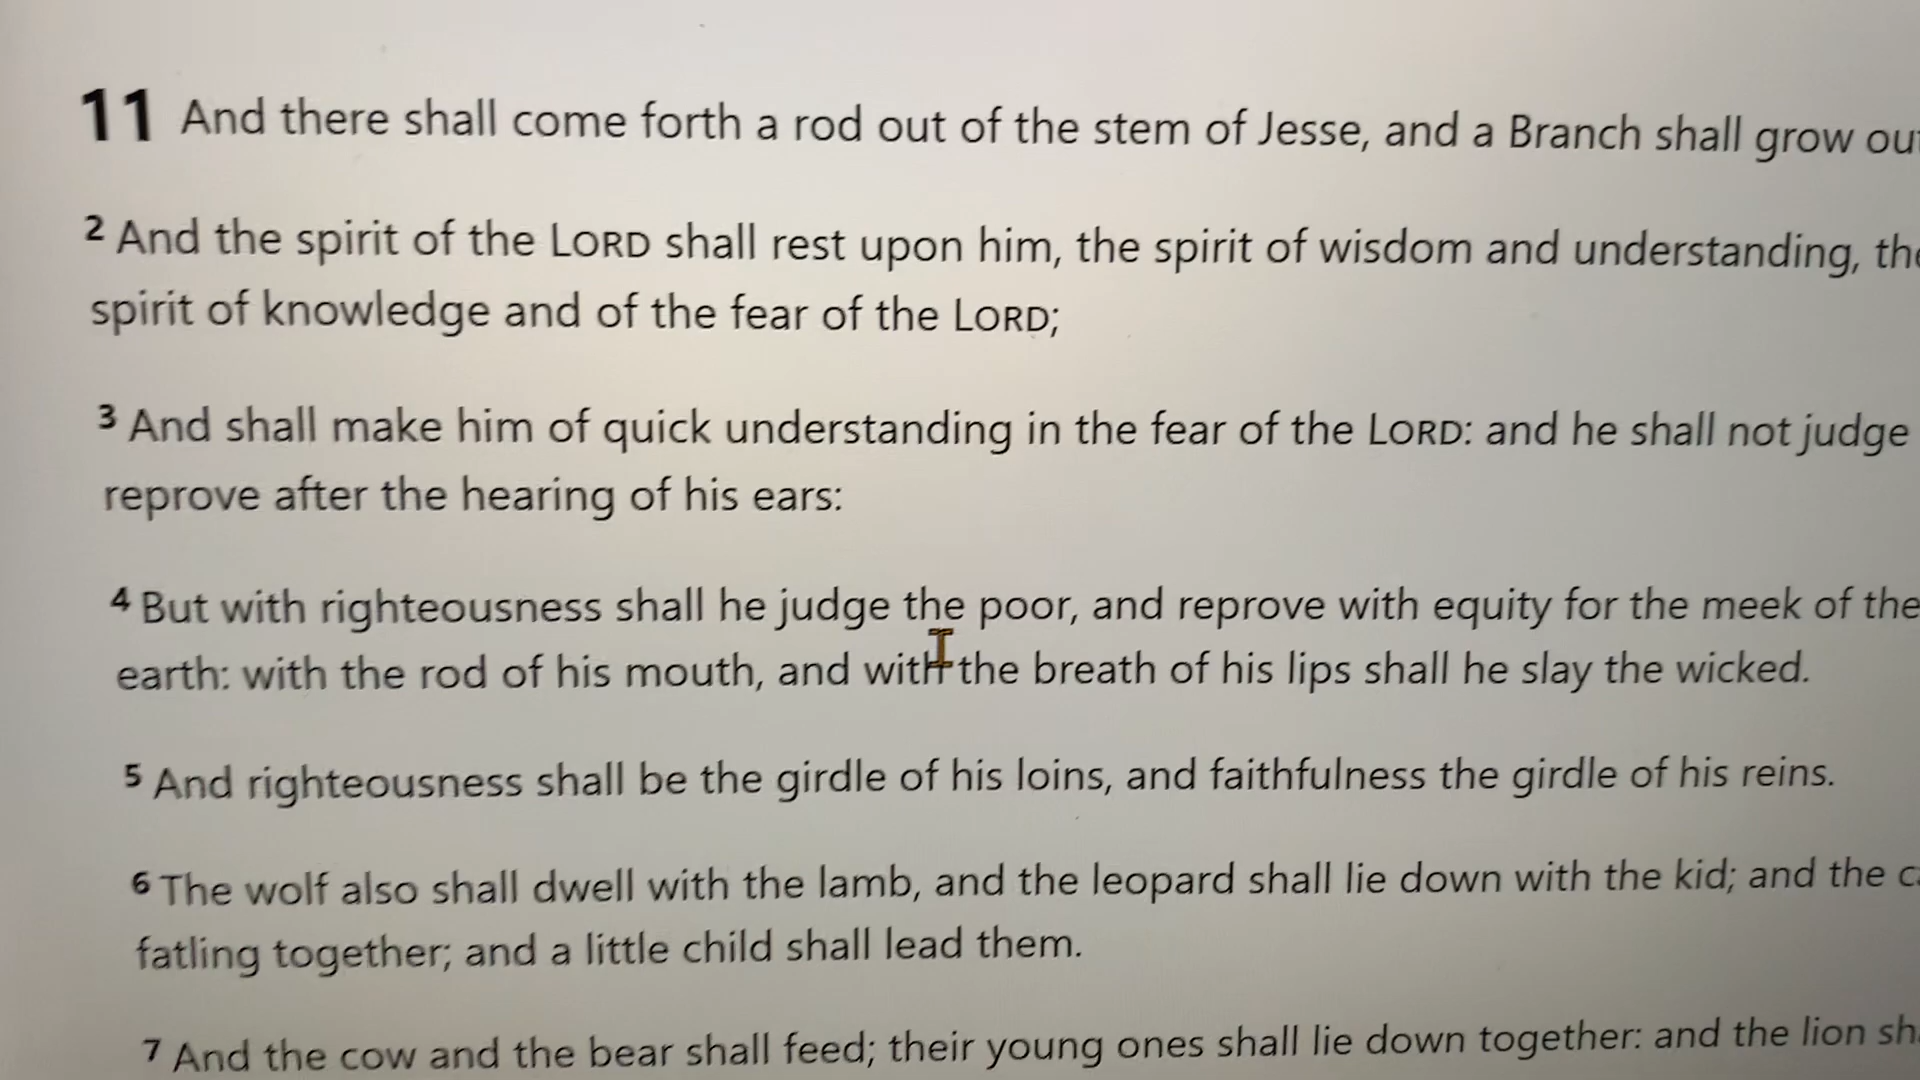 11 And there shall come forth a rod out of the stem of Jesse, and a Branch shall grow
2 And the spirit of the LORD shall rest upon him, the spirit of wisdom and understanding,
spirit of knowledge and of the fear of the LORD;
3 And shall make him of quick understanding in the fear of the LORD: and he shall not judge
reprove after the hearing of his ears:
4 But with righteousness shall he judge the poor, and reprove with equity for the meek of the
earth: with the rod of his mouth, and with the breath of his lips shall he slay the wicked.
5 And righteousness shall be the girdle of his loins, and faithfulness the girdle of his reins.
6 The wolf also shall dwell with the lamb, and the leopard shall lie down with the kid; and the
fatling together; and a little child shall lead them.
7 And the cow and the bear shall feed; their young ones shall lie down together: and the lion